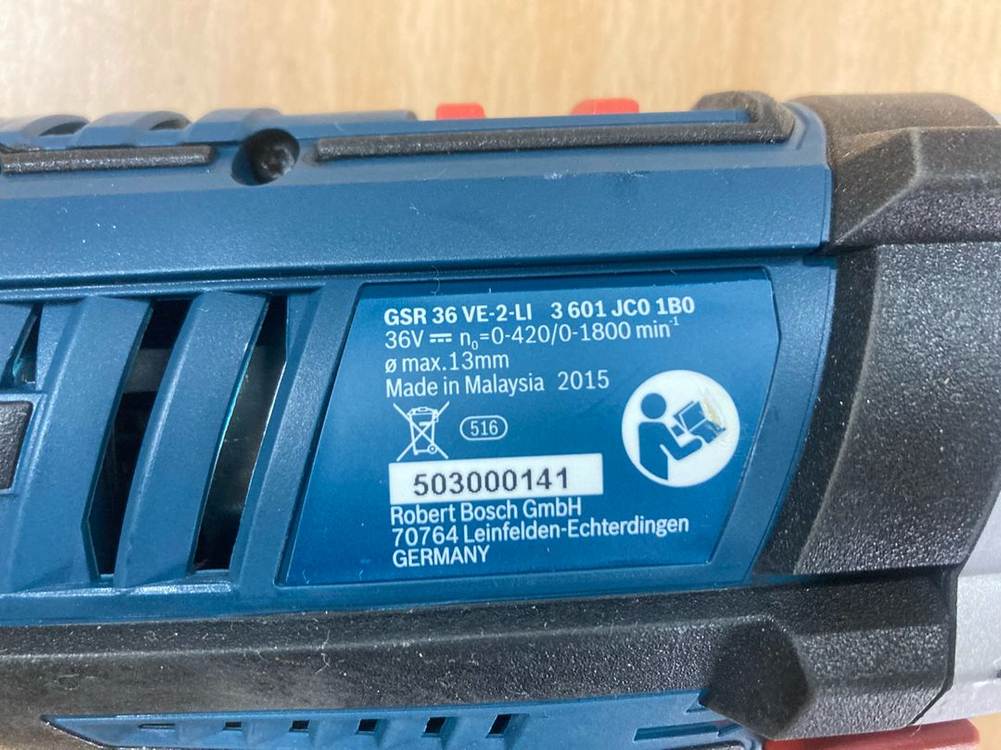 GSR 36 VE-2-LI 3 601 JC0 1B0
36V ⎓ n₀=0-420/0-1800 min⁻¹
ø max.13mm
Made in Malaysia 2015
516
503000141
Robert Bosch GmbH
70764 Leinfelden-Echterdingen
GERMANY